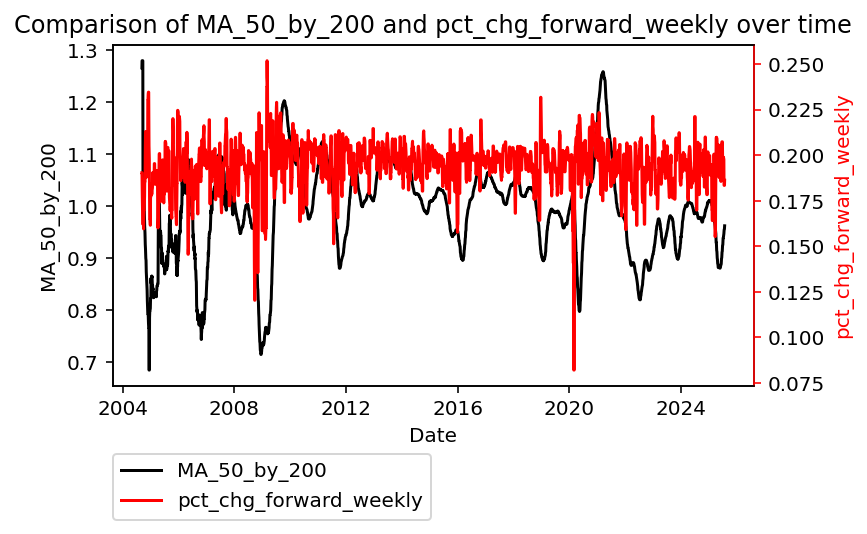 Comparison of MA_50_by_200 and pct_chg_forward_weekly over time
1.3
1.2
1.1
1.0
0.9
0.8
0.7
MA_50_by_200
0.250
0.225
0.200
0.175
0.150
0.125
0.100
0.075
pct_chg_forward_weekly
2004 2008 2012 2016 2020 2024
Date
MA_50_by_200
pct_chg_forward_weekly